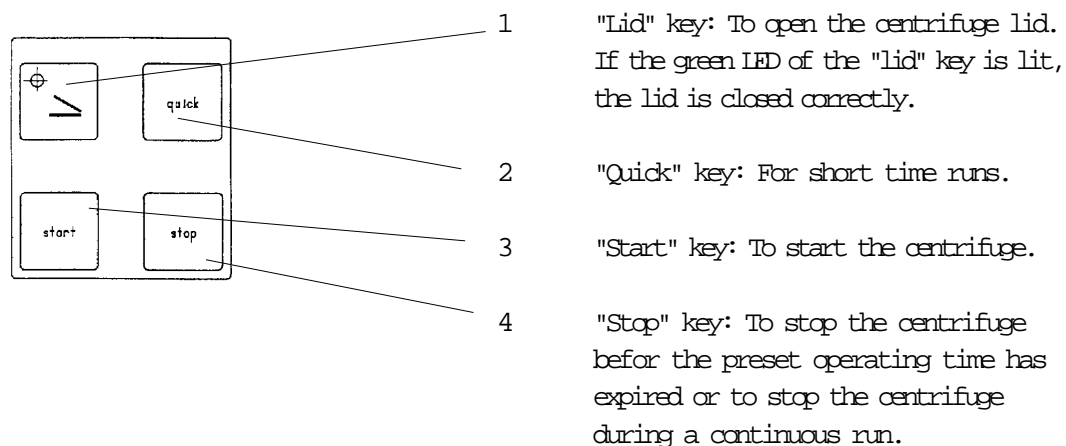 1 "Lid" key: To open the centrifuge lid.
If the green LED of the "lid" key is lit,
the lid is closed correctly.
quick
2 "Quick" key: For short time runs.
start stop
3 "Start" key: To start the centrifuge.
4 "Stop" key: To stop the centrifuge
befor the preset operating time has
expired or to stop the centrifuge
during a continuous run.